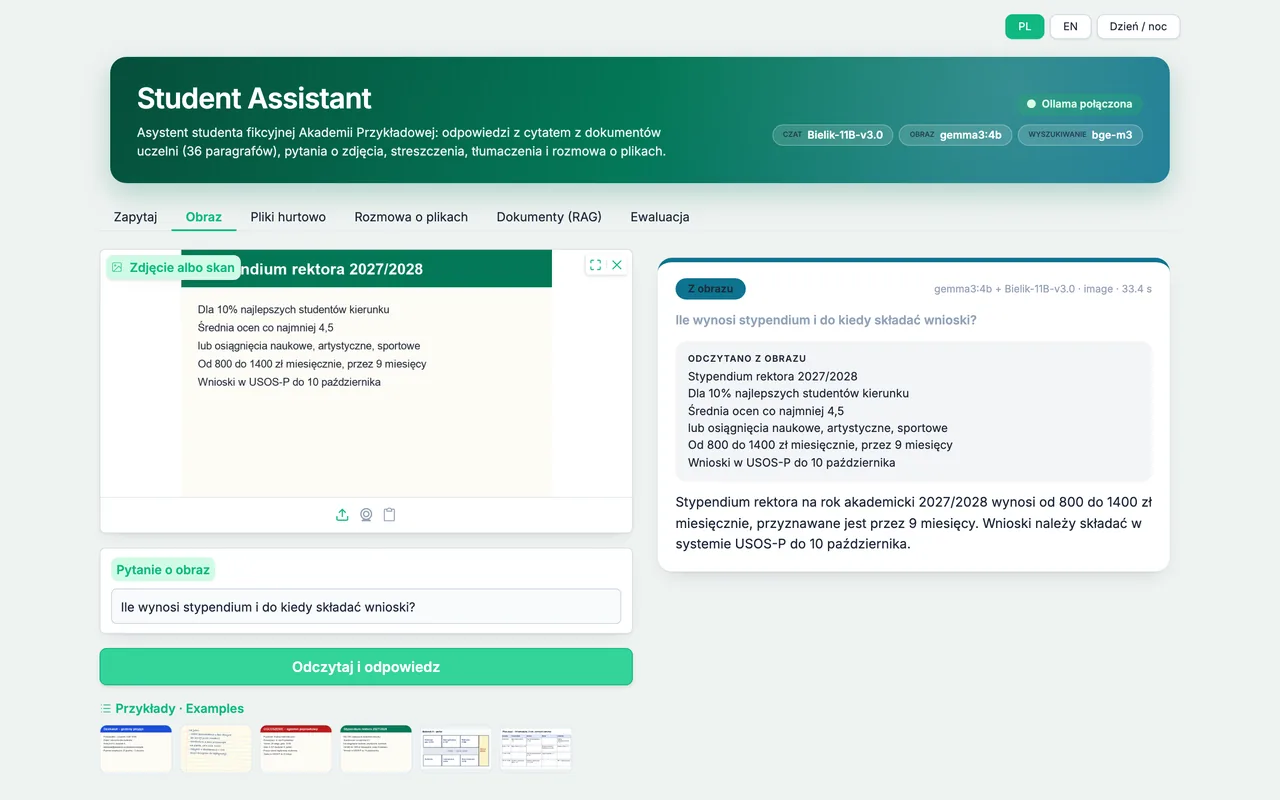 PL EN Dzień / noc
Student Assistant
Asystent studenta fikcyjnej Akademii Przykładowej: odpowiedzi z cytatem z dokumentów
uczelni (36 paragrafów), pytania o zdjęcia, streszczenia, tłumaczenia i rozmowa o plikach.
Ollama połączona
CZAT Bielik-11B-v3.0 OBRAZ gemma3:4b WYSZUKIWANIE bge-m3
Zapytaj Obraz Pliki hurtowo Rozmowa o plikach Dokumenty (RAG) Ewaluacja
Zdjęcie albo skan
ndium rektora 2027/2028
Dla 10% najlepszych studentów kierunku
Średnia ocen co najmniej 4,5
lub osiągnięcia naukowe, artystyczne, sportowe
Od 800 do 1400 zł miesięcznie, przez 9 miesięcy
Wnioski w USOS-P do 10 października
Pytanie o obraz
Ile wynosi stypendium i do kiedy składać wnioski?
Odczytaj i odpowiedz
Przykłady · Examples
Z obrazu
gemma3:4b + Bielik-11B-v3.0 · image · 33.4 s
Ile wynosi stypendium i do kiedy składać wnioski?
ODCZYTANO Z OBRAZU
Stypendium rektora 2027/2028
Dla 10% najlepszych studentów kierunku
Średnia ocen co najmniej 4,5
lub osiągnięcia naukowe, artystyczne, sportowe
Od 800 do 1400 zł miesięcznie, przez 9 miesięcy
Wnioski w USOS-P do 10 października
Stypendium rektora na rok akademicki 2027/2028 wynosi od 800 do 1400 zł
miesięcznie, przyznawane jest przez 9 miesięcy. Wnioski należy składać w
systemie USOS-P do 10 października.